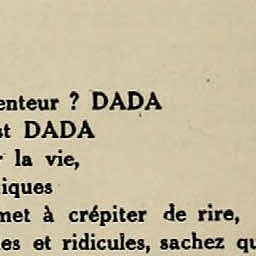 enteur ? DADA
st DADA
r la vie,
iques
met à crépiter de rire,
es et ridicules, sachez qu